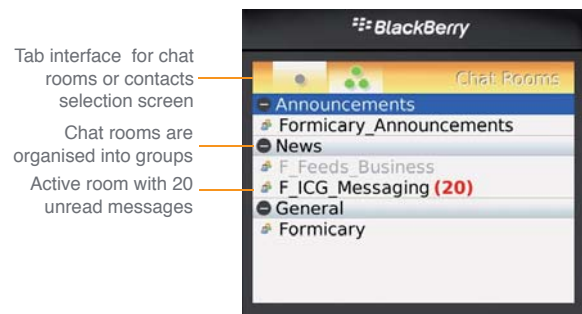 BlackBerry
Tab interface for chat
rooms or contacts
selection screen
Chat rooms are
organised into groups
Active room with 20
unread messages
Chat Rooms
Announcements
Formicary_Announcements
News
F_Feeds_Business
F_ICG_Messaging (20)
General
Formicary